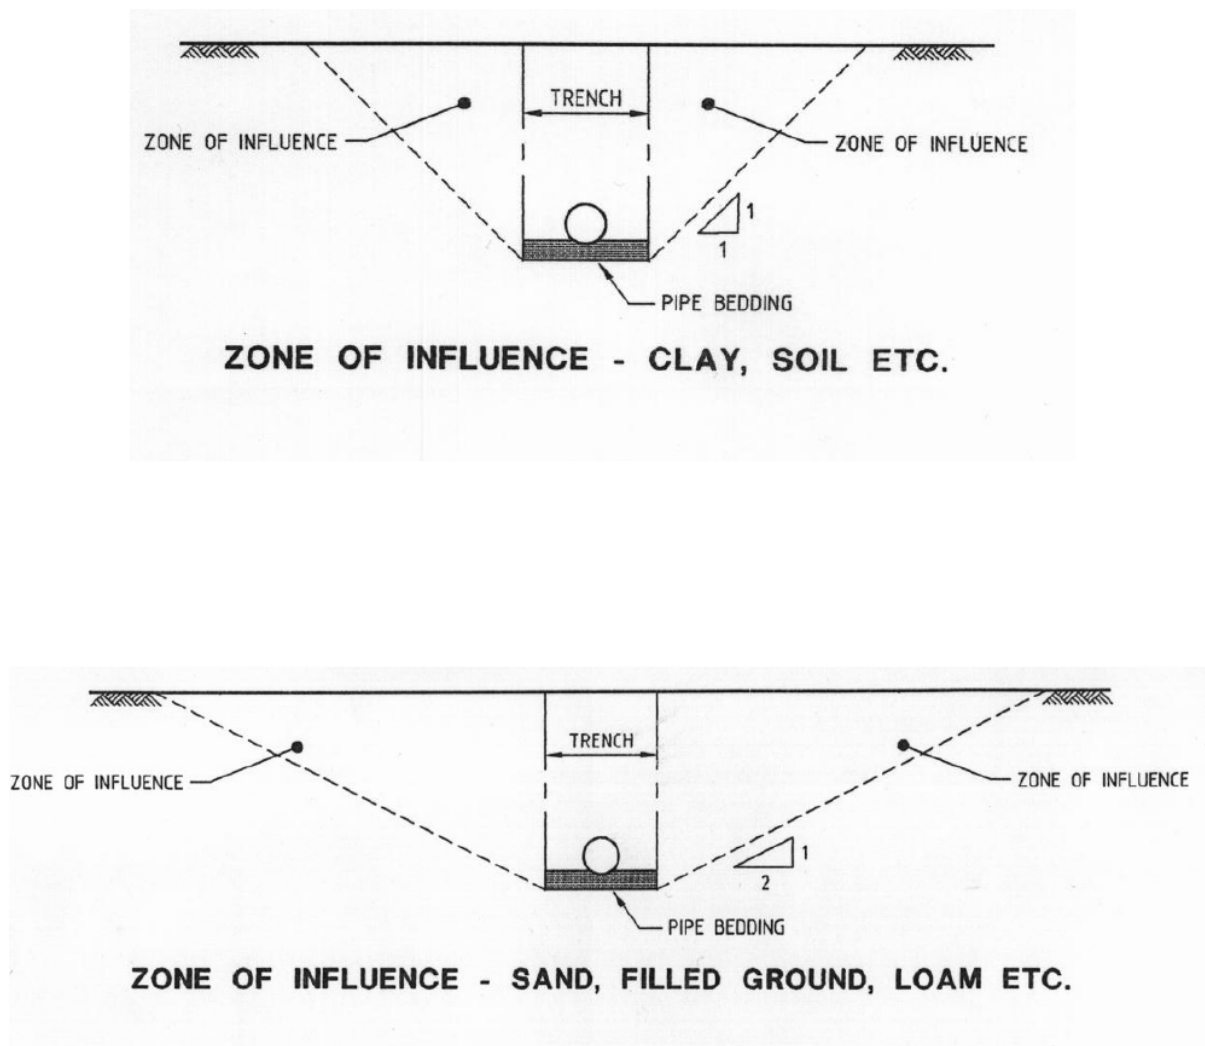 TRENCH
ZONE OF INFLUENCE
ZONE OF INFLUENCE
1
1
PIPE BEDDING
ZONE OF INFLUENCE - CLAY, SOIL ETC.
TRENCH
ZONE OF INFLUENCE
ZONE OF INFLUENCE
1
2
PIPE BEDDING
ZONE OF INFLUENCE - SAND, FILLED GROUND, LOAM ETC.